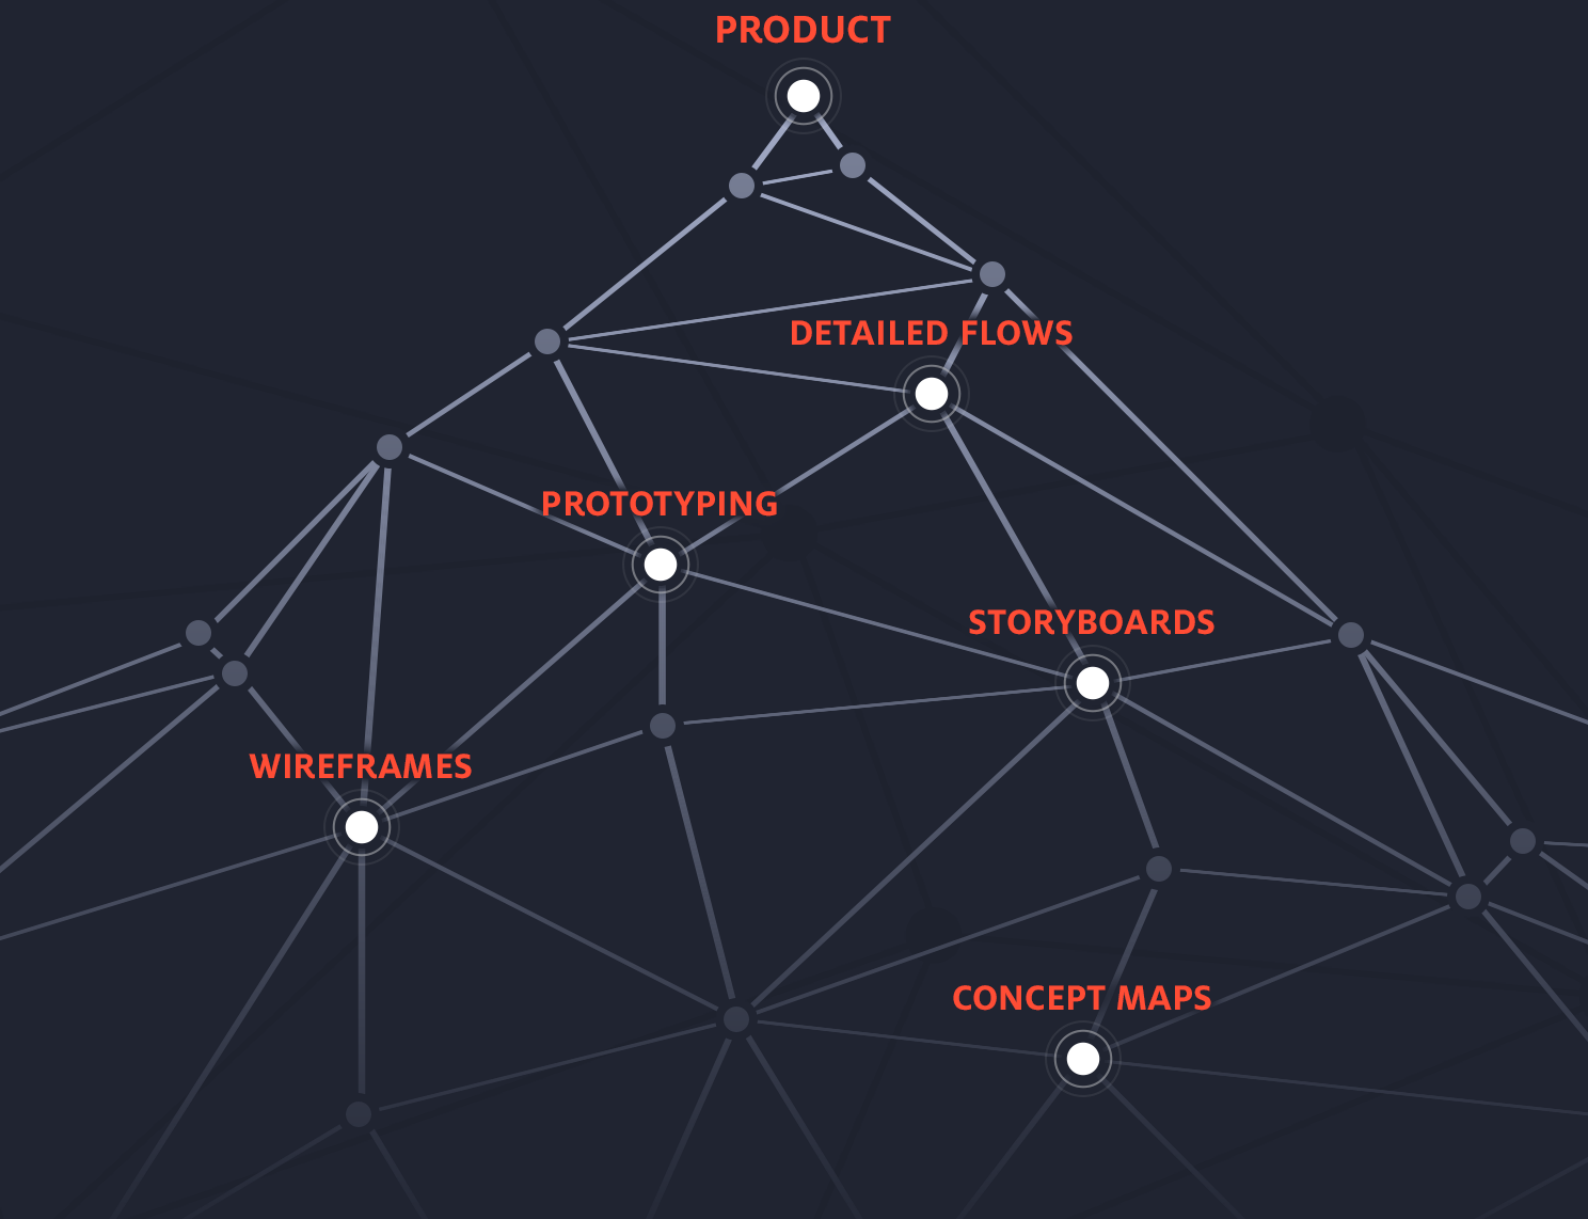 PRODUCT
DETAILED FLOWS
PROTOTYPING
STORYBOARDS
WIREFRAMES
CONCEPT MAPS